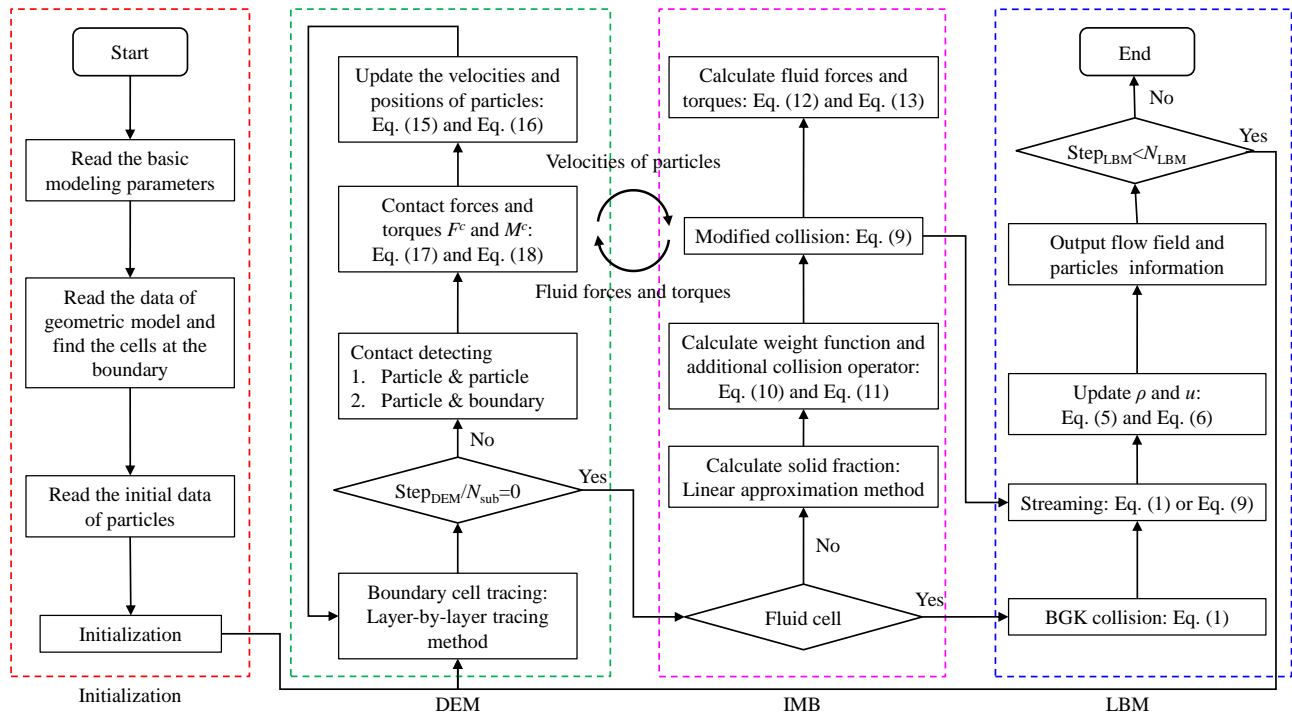 Start
Read the basic
modeling parameters
Read the data of
geometric model and
find the cells at the
boundary
Read the initial data
of particles
Initialization
Initialization
Update the velocities and
positions of particles:
Eq. (15) and Eq. (16)
Contact forces and
torques Fᶜ and Mᶜ:
Eq. (17) and Eq. (18)
Contact detecting
1. Particle & particle
2. Particle & boundary
No
Yes
Step_DEM/N_sub=0
Boundary cell tracing:
Layer-by-layer tracing
method
DEM
Velocities of particles
Fluid forces and torques
Calculate fluid forces and
torques: Eq. (12) and Eq. (13)
Modified collision: Eq. (9)
Calculate weight function and
additional collision operator:
Eq. (10) and Eq. (11)
Calculate solid fraction:
Linear approximation method
No
Yes
Fluid cell
IMB
End
No
Yes
Step_LBM<N_LBM
Output flow field and
particles information
Update ρ and u:
Eq. (5) and Eq. (6)
Streaming: Eq. (1) or Eq. (9)
BGK collision: Eq. (1)
LBM